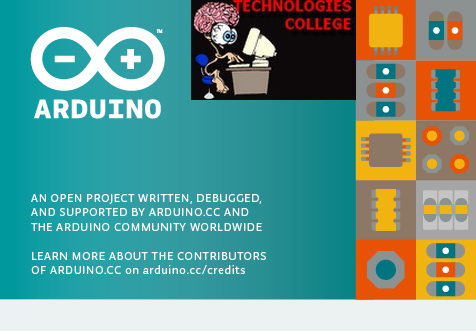 TECHNOLOGIES
COLLEGE
ARDUINO
AN OPEN PROJECT WRITTEN, DEBUGGED,
AND SUPPORTED BY ARDUINO.CC AND
THE ARDUINO COMMUNITY WORLDWIDE
LEARN MORE ABOUT THE CONTRIBUTORS
OF ARDUINO.CC on arduino.cc/credits